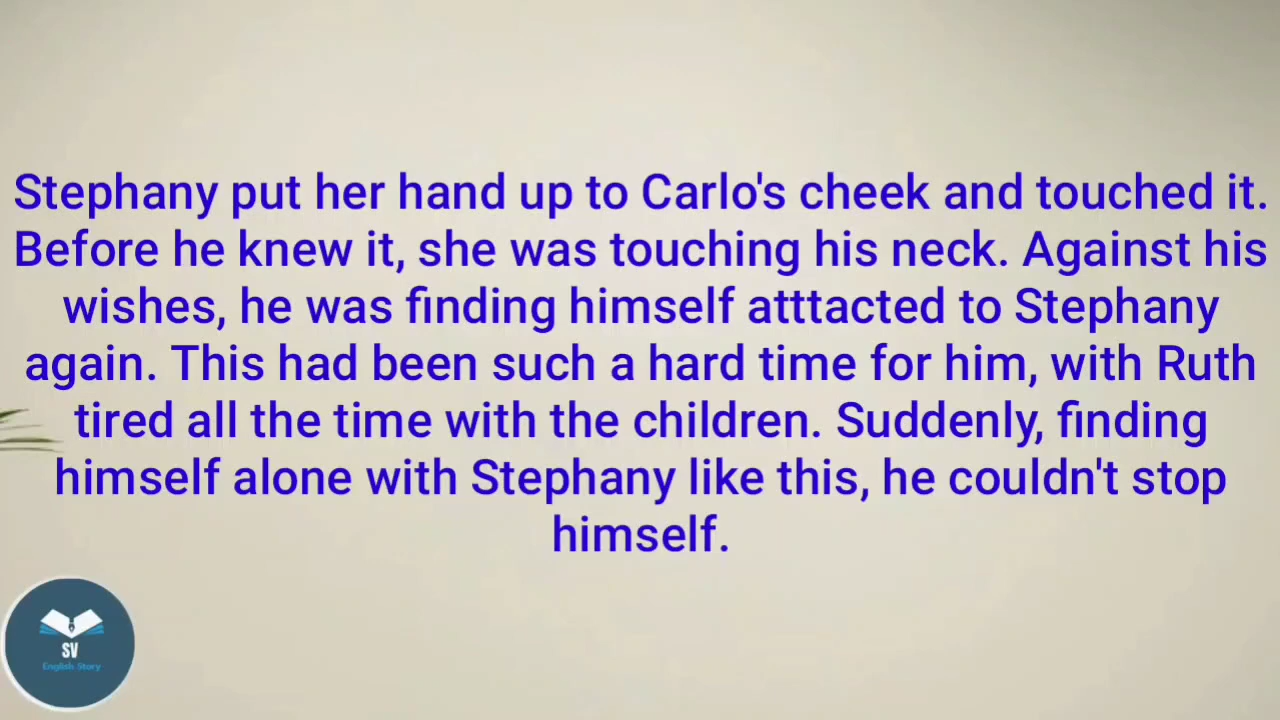 Stephany put her hand up to Carlo's cheek and touched it.
Before he knew it, she was touching his neck. Against his
wishes, he was finding himself atttacted to Stephany
again. This had been such a hard time for him, with Ruth
tired all the time with the children. Suddenly, finding
himself alone with Stephany like this, he couldn't stop
himself.
SV
English Story